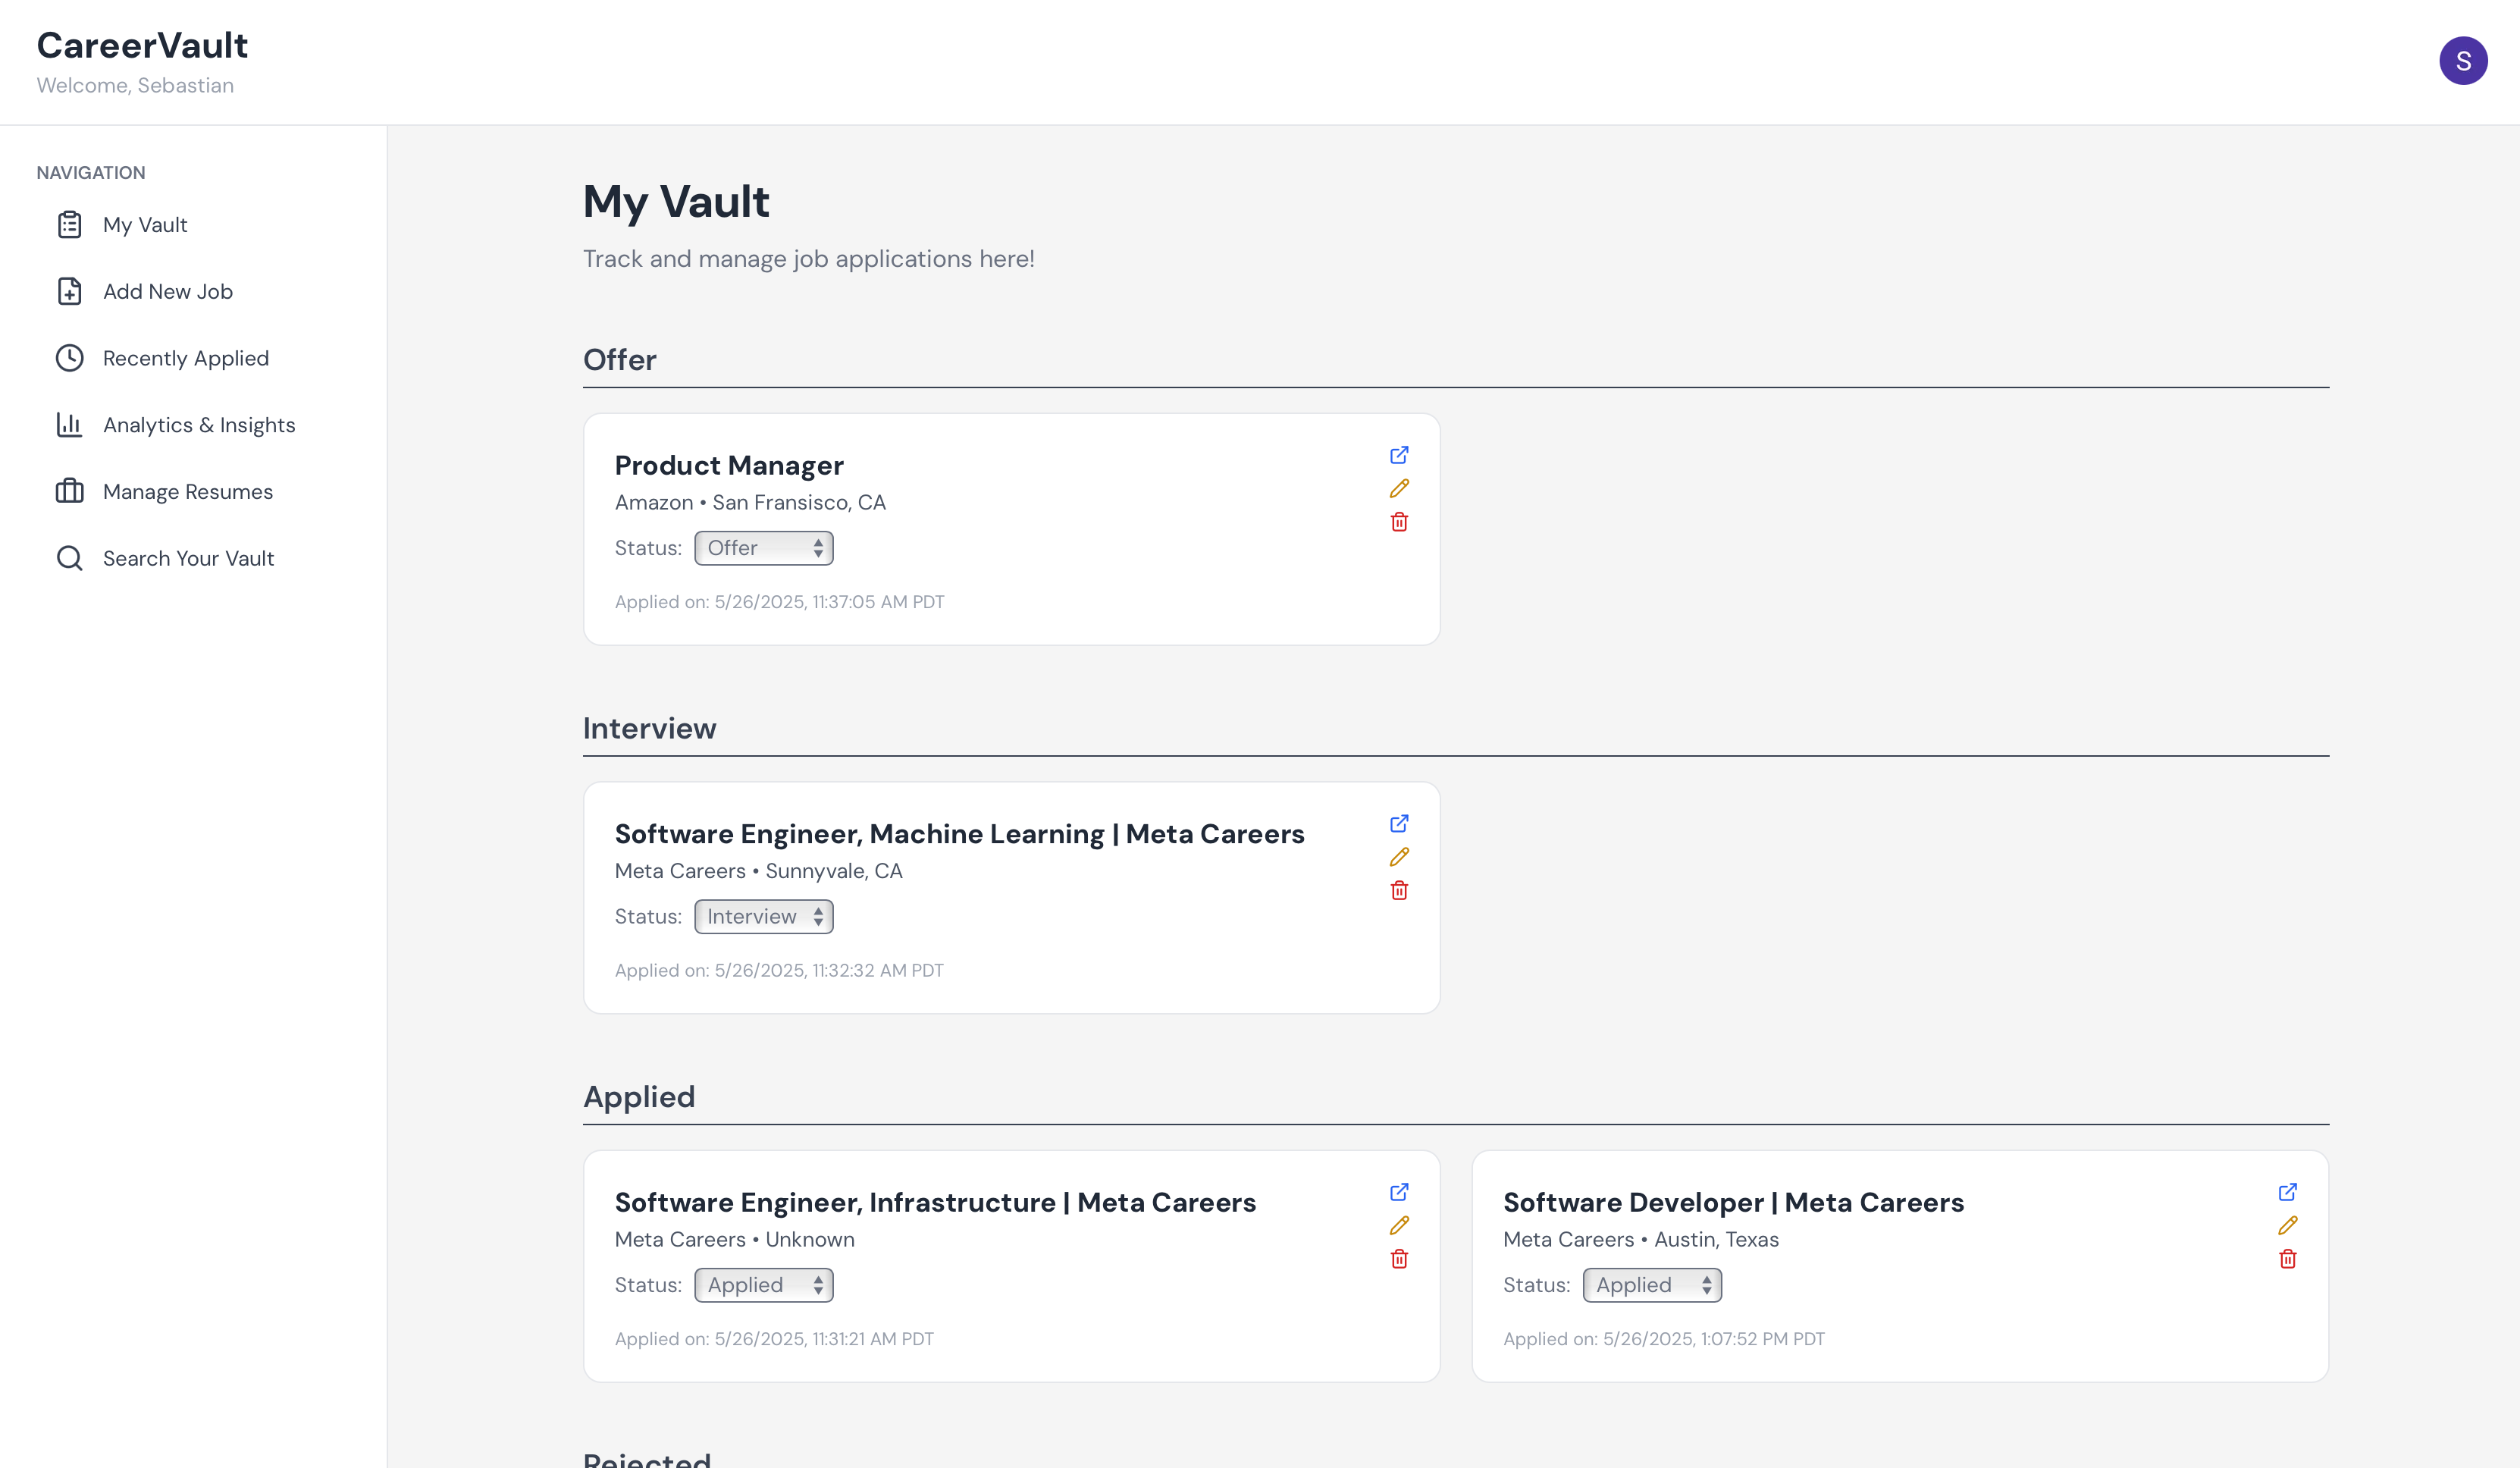 CareerVault
Welcome, Sebastian
S
NAVIGATION
My Vault
Add New Job
Recently Applied
Analytics & Insights
Manage Resumes
Search Your Vault
My Vault
Track and manage job applications here!
Offer
Product Manager
Amazon • San Fransisco, CA
Status: Offer
Applied on: 5/26/2025, 11:37:05 AM PDT
Interview
Software Engineer, Machine Learning | Meta Careers
Meta Careers • Sunnyvale, CA
Status: Interview
Applied on: 5/26/2025, 11:32:32 AM PDT
Applied
Software Engineer, Infrastructure | Meta Careers
Meta Careers • Unknown
Status: Applied
Applied on: 5/26/2025, 11:31:21 AM PDT
Software Developer | Meta Careers
Meta Careers • Austin, Texas
Status: Applied
Applied on: 5/26/2025, 1:07:52 PM PDT
Rejected